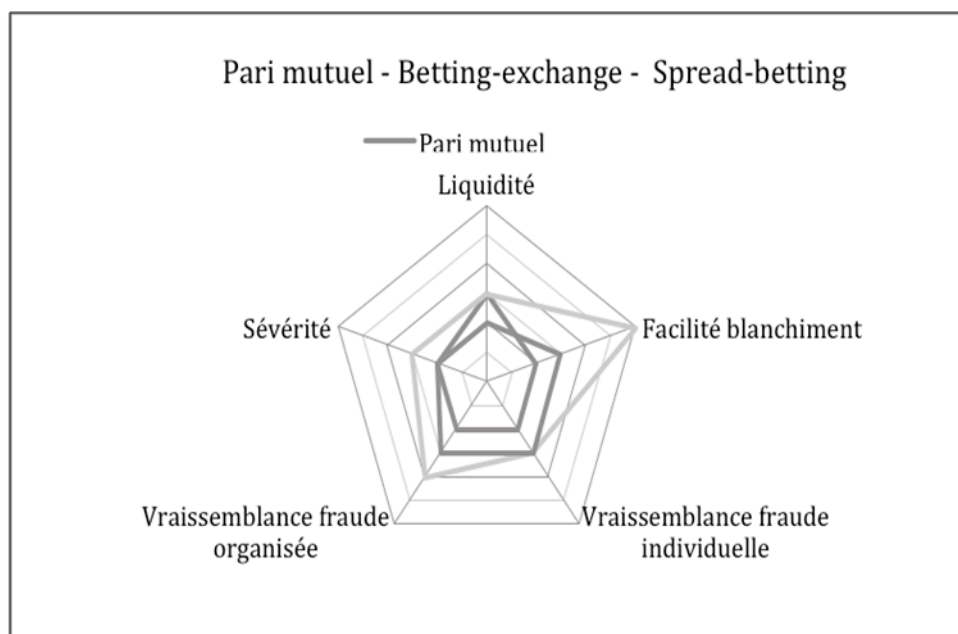 Pari mutuel - Betting-exchange - Spread-betting
Pari mutuel
Liquidité
Sévérité
Facilité blanchiment
Vraissemblance fraude
organisée
Vraissemblance fraude
individuelle